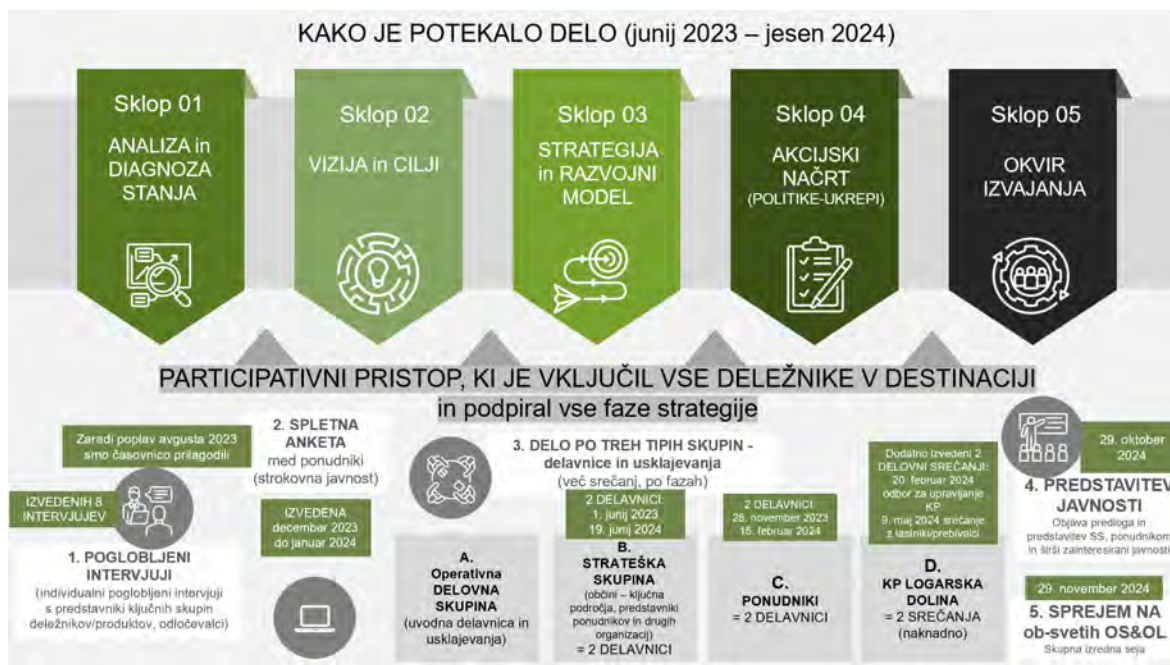 KAKO JE POTEKALO DELO (junij 2023 – jesen 2024)
Sklop 01
ANALIZA in
DIAGNOZA
STANJA
Sklop 02
VIZIJA in CILJI
Sklop 03
STRATEGIJA
in RAZVOJNI
MODEL
Sklop 04
AKCIJSKI
NAČRT
(POLITIKE-UKREPI)
Sklop 05
OKVIR
IZVAJANJA
PARTICIPATIVNI PRISTOP, KI JE VKLJUČIL VSE DELEŽNIKE V DESTINACIJI
in podpiral vse faze strategije
Zaradi poplav avgusta 2023
smo časovnico prilagodili
IZVEDENIH 8
INTERVJUJEV
1. POGLOBLJENI
INTERVJUJI
(individualni poglobljeni intervjuji
s predstavniki ključnih skupin
deležnikov/produktov, odločevalci)
2. SPLETNA
ANKETA
med ponudniki
(strokovna javnost)
IZVEDENA
december 2023
do januar 2024
3. DELO PO TREH TIPIH SKUPIN -
delavnice in usklajevanja
(več srečanj, po fazah)
A.
Operativna
DELOVNA
SKUPINA
(uvodna delavnica in
usklajevanja)
2 DELAVNICI:
1. junij 2023
19. junij 2024
B.
STRATEŠKA
SKUPINA
(občini – ključna
področja, predstavniki
ponudnikov in drugih
organizacij)
= 2 DELAVNICI
2 DELAVNICI:
28. november 2023
15. februar 2024
C.
PONUDNIKI
= 2 DELAVNICI
Dodatno izvedeni 2
DELOVNI SREČANJI:
20. februar 2024
odbor za upravljanje
KP
9. maj 2024 srečanje
z lastniki/prebivalci
D.
KP LOGARSKA
DOLINA
= 2 SREČANJA
(naknadno)
29. oktober
2024
4. PREDSTAVITEV
JAVNOSTI
Objava predloga in
predstavitev SS, ponudnikom
in širši zainteresirani javnosti
29. november 2024
5. SPREJEM NA
ob-svetih OS&OL
Skupna izredna seja